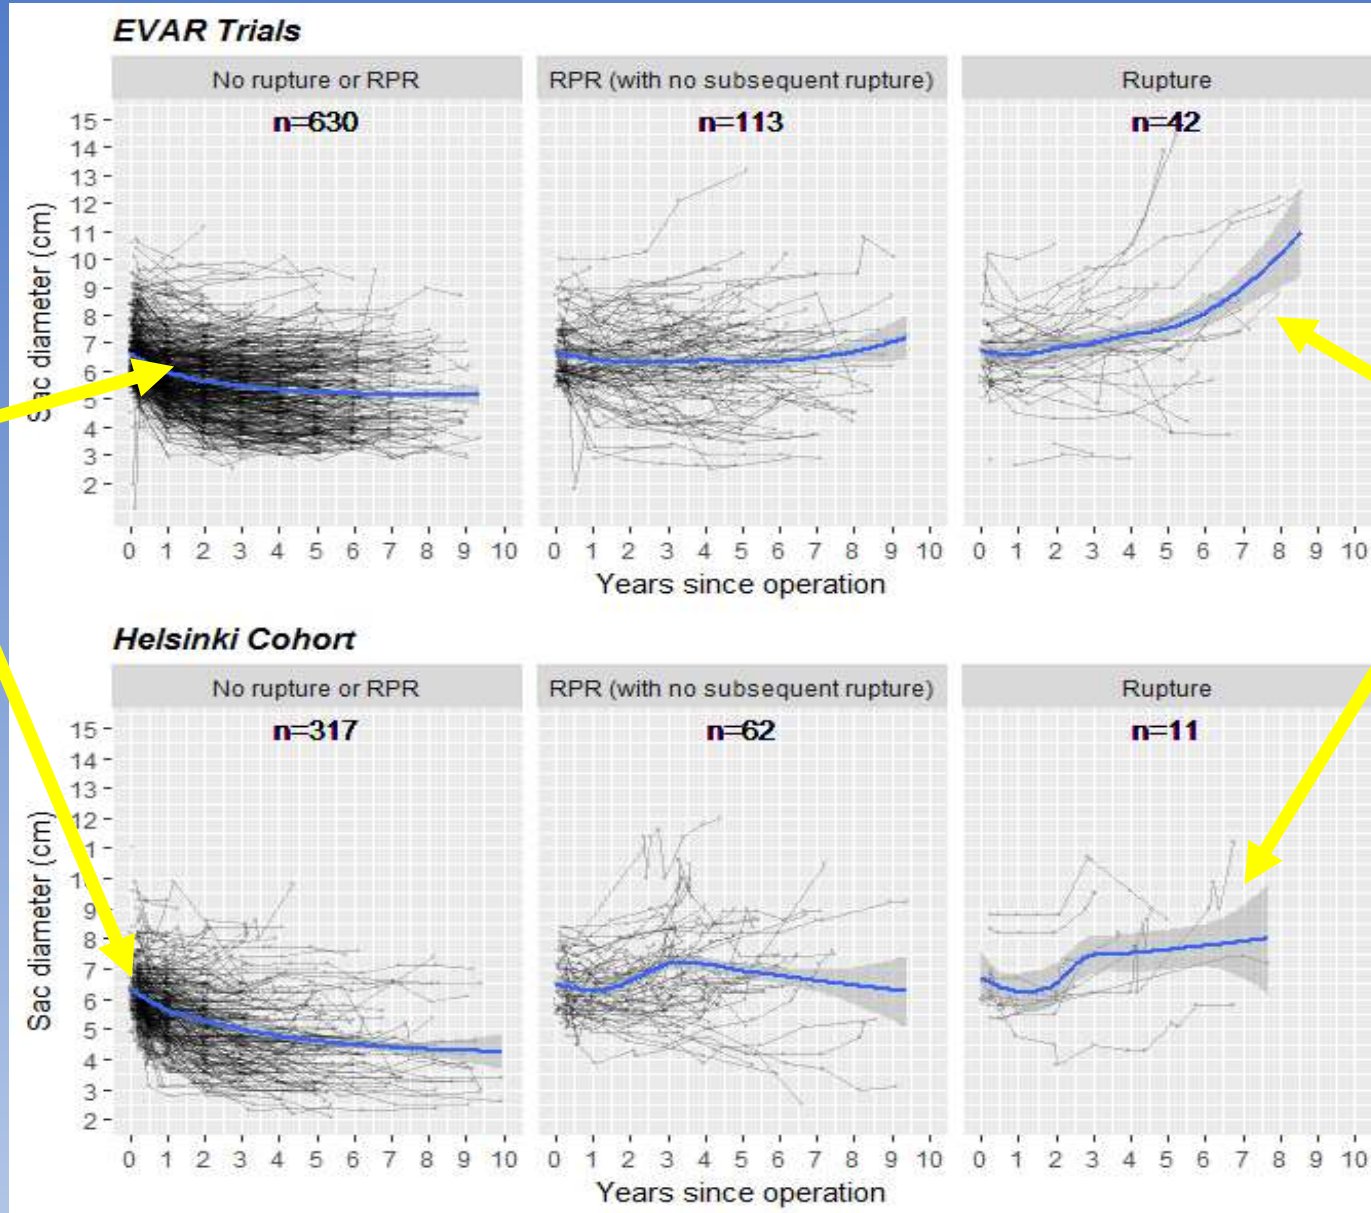 EVAR Trials
No rupture or RPR
RPR (with no subsequent rupture)
Rupture
n=630
n=113
n=42
Sac diameter (cm)
15
14
13
12
11
10
9
8
7
6
5
4
3
2
0 1 2 3 4 5 6 7 8 9 10
0 1 2 3 4 5 6 7 8 9 10
0 1 2 3 4 5 6 7 8 9 10
Years since operation
Helsinki Cohort
No rupture or RPR
RPR (with no subsequent rupture)
Rupture
n=317
n=62
n=11
Sac diameter (cm)
15
14
13
12
9
8
7
6
5
4
3
2
0 1 2 3 4 5 6 7 8 9 10
0 1 2 3 4 5 6 7 8 9 10
0 1 2 3 4 5 6 7 8 9 10
Years since operation